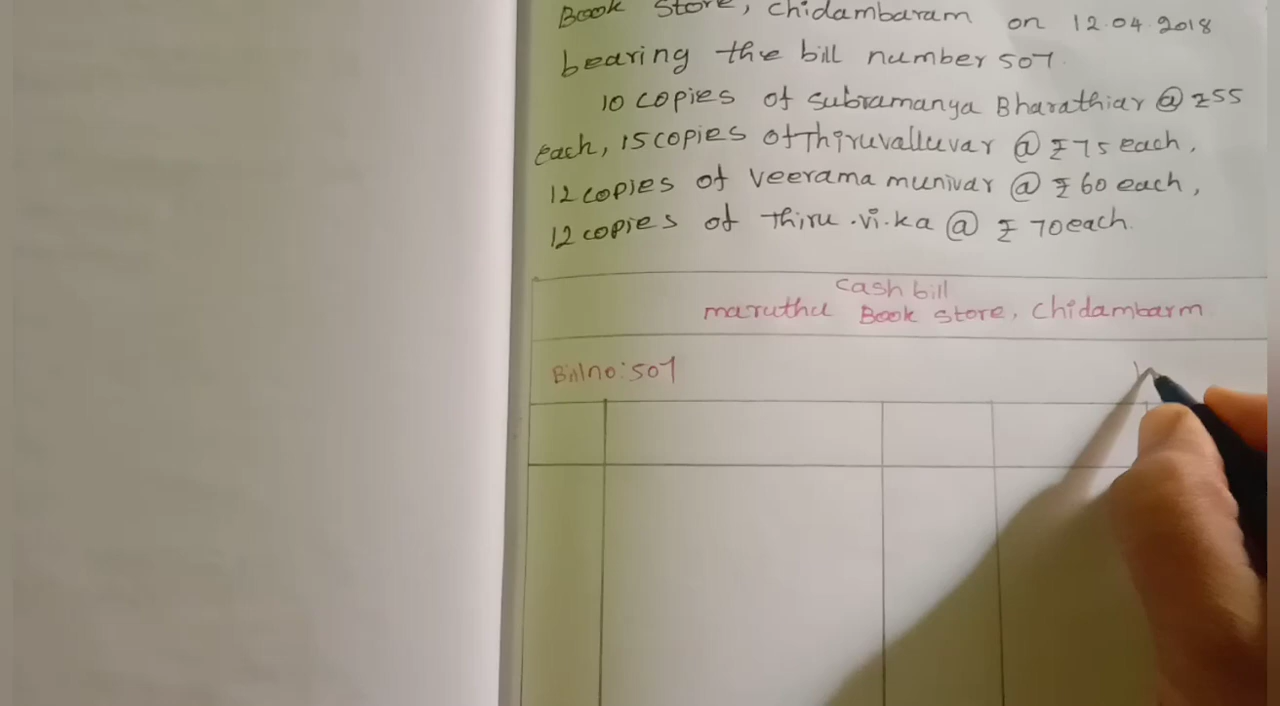 Book Store, Chidambaram on 12.04.2018
bearing the bill number 507.
10 copies of Subramanya Bharathiar @ ₹55
each, 15 copies of Thiruvalluvar @ ₹75 each,
12 copies of Veerama munivar @ ₹60 each,
12 copies of Thiru.vi.ka @ ₹70 each.
Cash bill
maruthu Book Store, Chidambarm
Bill no: 507